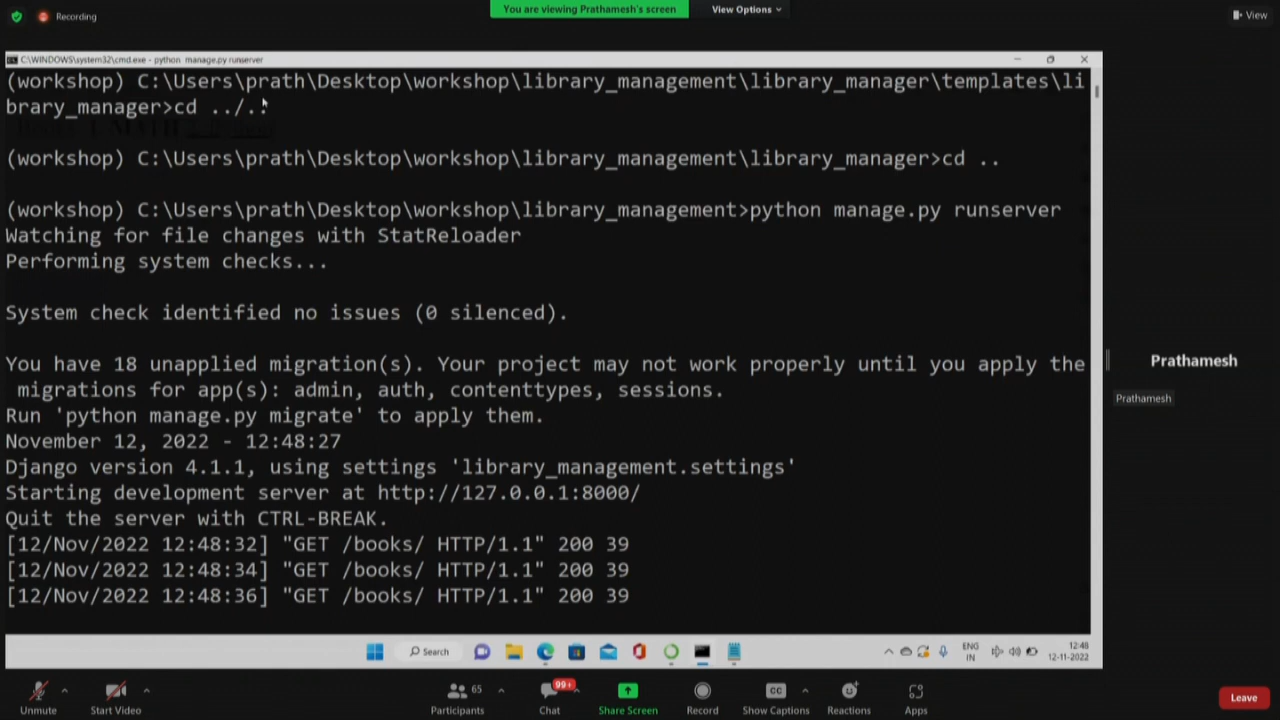 You are viewing Prathamesh's screen
View Options
Recording
View
C:\WINDOWS\system32\cmd.exe - python manage.py runserver
(workshop) C:\Users\prath\Desktop\workshop\library_management\library_manager\templates\li
brary_manager>cd ../..
(workshop) C:\Users\prath\Desktop\workshop\library_management\library_manager>cd ..
(workshop) C:\Users\prath\Desktop\workshop\library_management>python manage.py runserver
Watching for file changes with StatReloader
Performing system checks...
System check identified no issues (0 silenced).
You have 18 unapplied migration(s). Your project may not work properly until you apply the
migrations for app(s): admin, auth, contenttypes, sessions.
Run 'python manage.py migrate' to apply them.
November 12, 2022 - 12:48:27
Django version 4.1.1, using settings 'library_management.settings'
Starting development server at http://127.0.0.1:8000/
Quit the server with CTRL-BREAK.
[12/Nov/2022 12:48:32] "GET /books/ HTTP/1.1" 200 39
[12/Nov/2022 12:48:34] "GET /books/ HTTP/1.1" 200 39
[12/Nov/2022 12:48:36] "GET /books/ HTTP/1.1" 200 39
Prathamesh
Prathamesh
Search
ENG
IN
12:48
12-11-2022
Unmute
Start Video
65
Participants
99+
Chat
Share Screen
Record
CC
Show Captions
Reactions
Apps
Leave